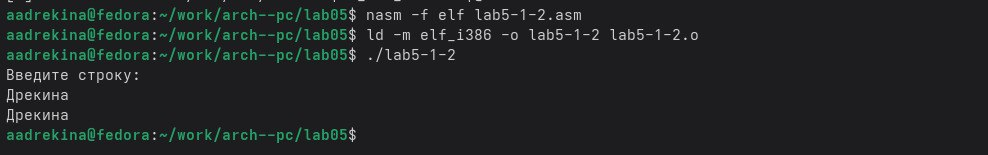 aadrekina@fedora:~/work/arch--pc/lab05$ nasm -f elf lab5-1-2.asm
aadrekina@fedora:~/work/arch--pc/lab05$ ld -m elf_i386 -o lab5-1-2 lab5-1-2.o
aadrekina@fedora:~/work/arch--pc/lab05$ ./lab5-1-2
Введите строку:
Дрекина
Дрекина
aadrekina@fedora:~/work/arch--pc/lab05$